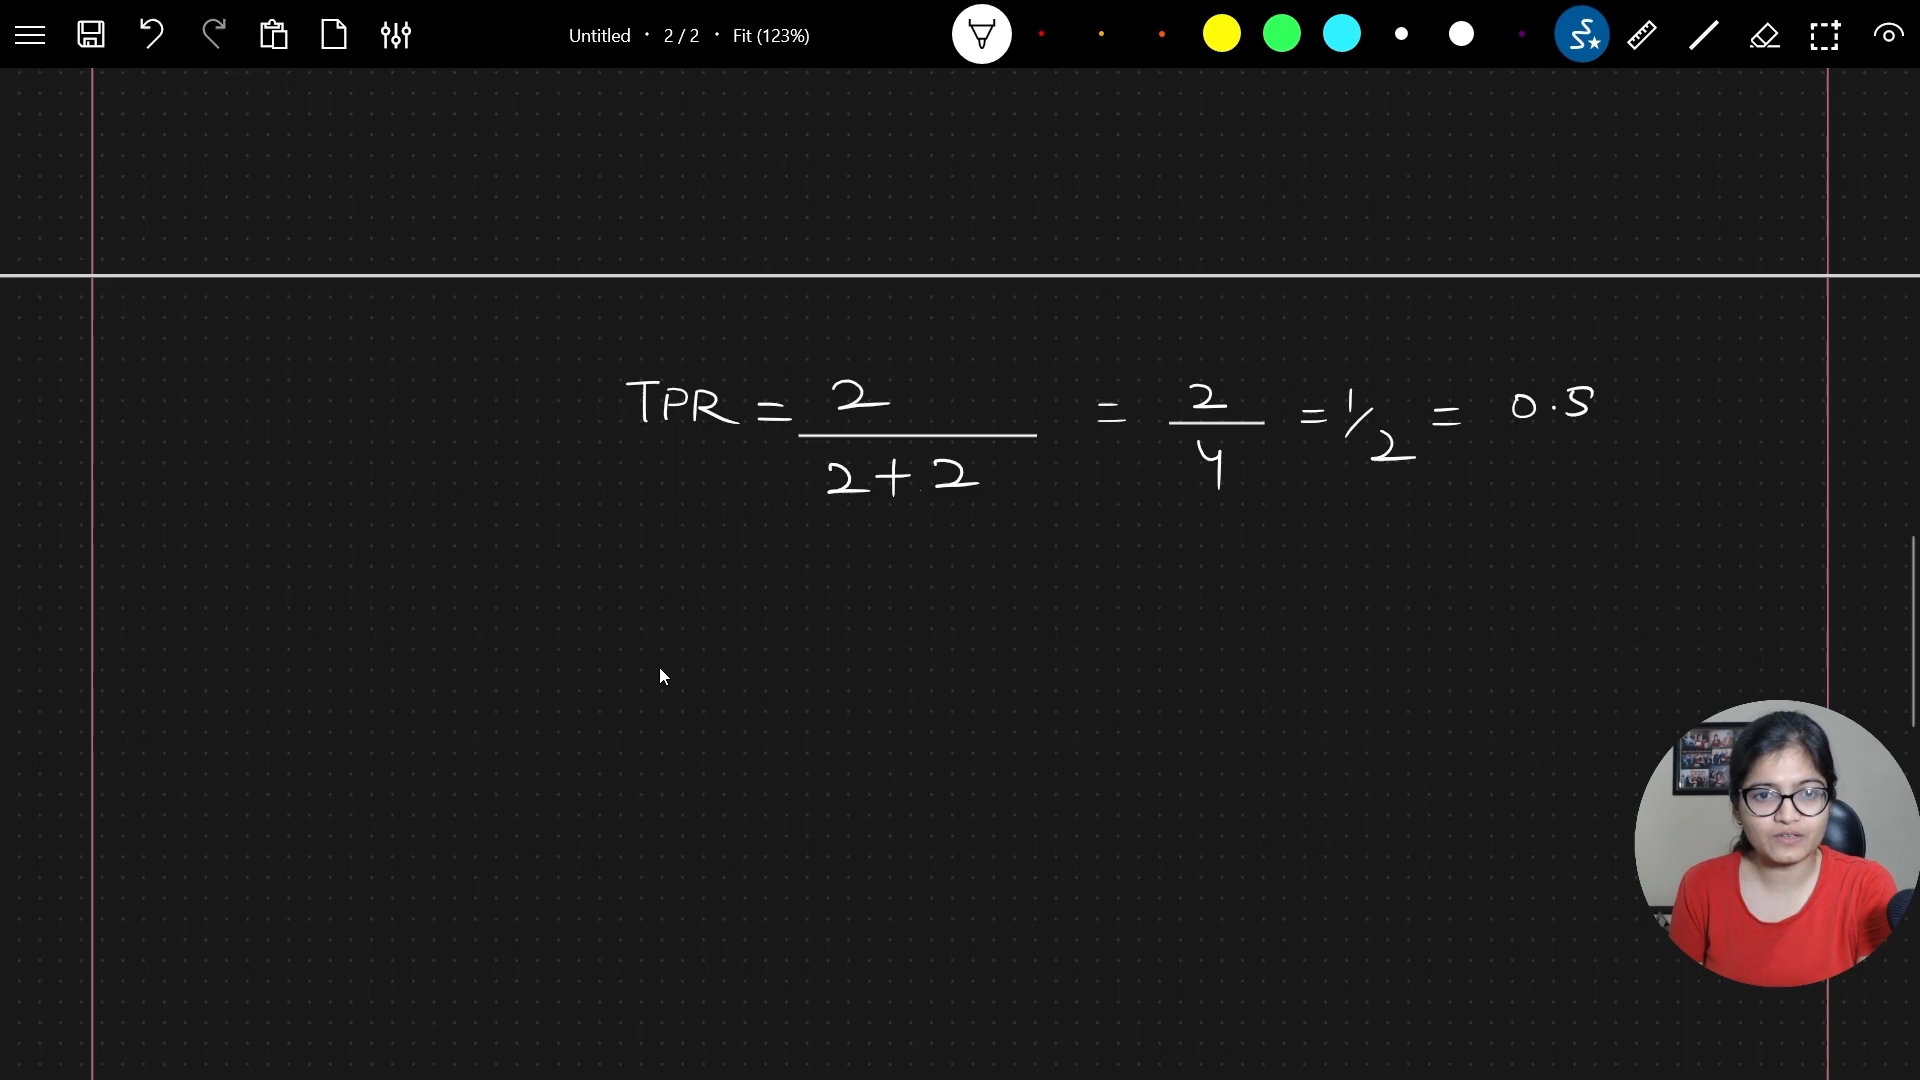 Untitled • 2 / 2 • Fit (123%)
TPR = 2 / 2+2 = 2 / 4 = 1/2 = 0.5